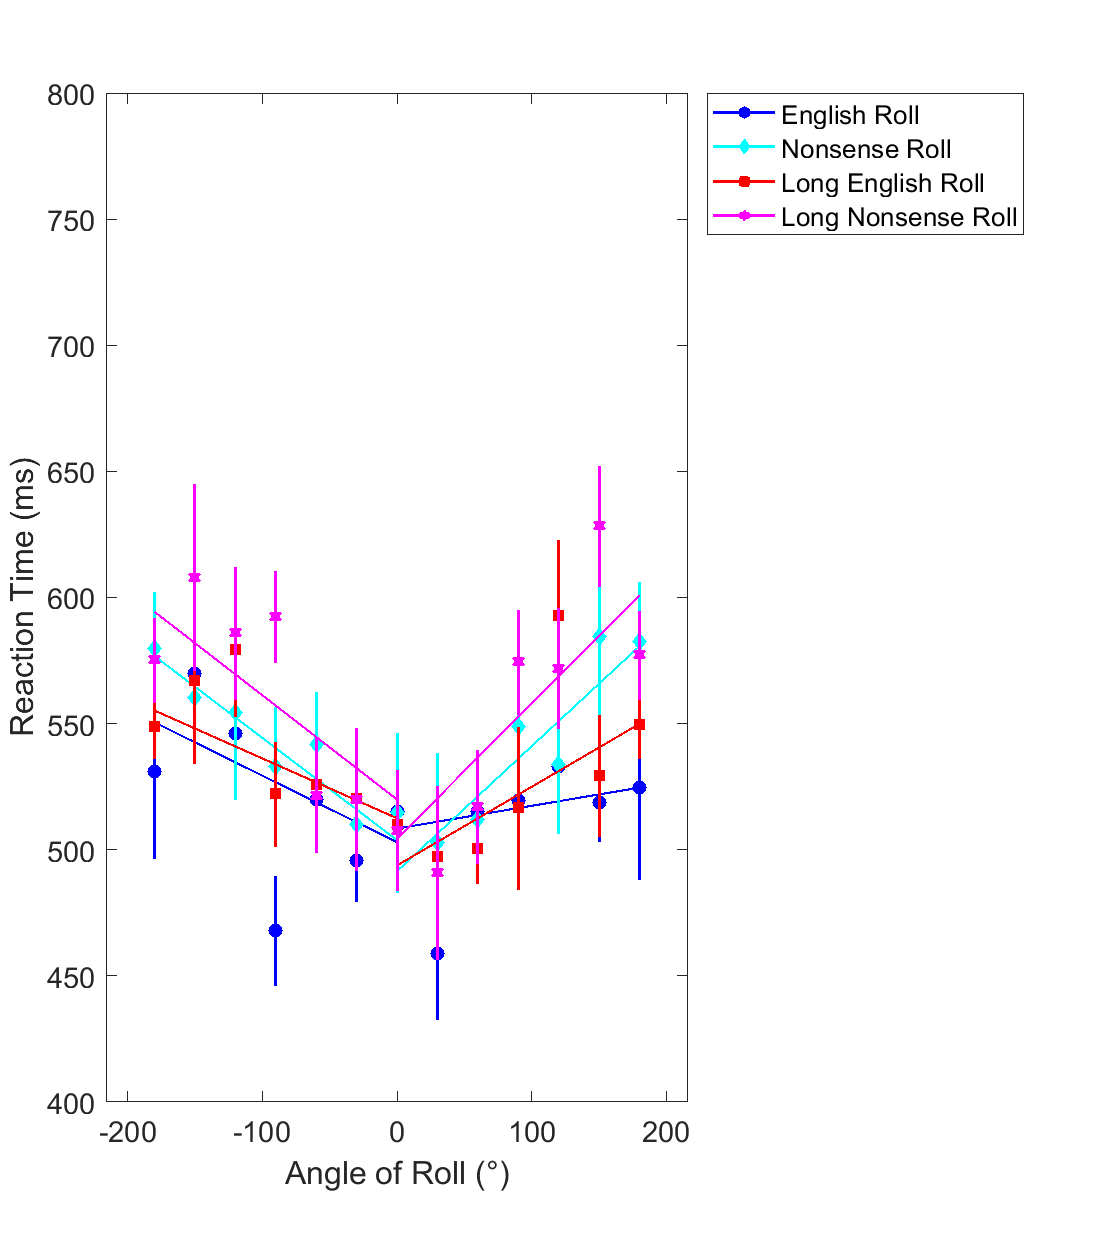 800
750
700
650
600
550
500
450
400
-200 -100 0 100 200
Reaction Time (ms)
Angle of Roll (°)
English Roll
Nonsense Roll
Long English Roll
Long Nonsense Roll